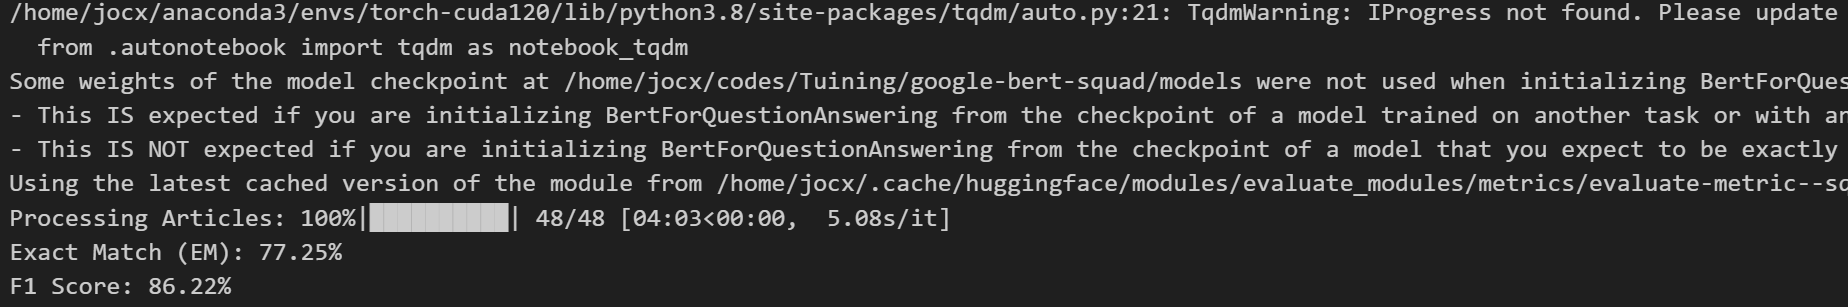 /home/jocx/anaconda3/envs/torch-cuda120/lib/python3.8/site-packages/tqdm/auto.py:21: TqdmWarning: IProgress not found. Please update
  from .autonotebook import tqdm as notebook_tqdm
Some weights of the model checkpoint at /home/jocx/codes/Tuining/google-bert-squad/models were not used when initializing BertForQues
- This IS expected if you are initializing BertForQuestionAnswering from the checkpoint of a model trained on another task or with an
- This IS NOT expected if you are initializing BertForQuestionAnswering from the checkpoint of a model that you expect to be exactly
Using the latest cached version of the module from /home/jocx/.cache/huggingface/modules/evaluate_modules/metrics/evaluate-metric--sq
Processing Articles: 100%|██████████| 48/48 [04:03<00:00,  5.08s/it]
Exact Match (EM): 77.25%
F1 Score: 86.22%